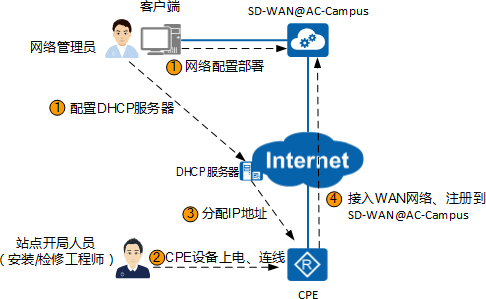 客户端
SD-WAN@AC-Campus
网络管理员
1 网络配置部署
1 配置DHCP服务器
Internet
DHCP服务器
4 接入WAN网络、注册到
SD-WAN@AC-Campus
3 分配IP地址
站点开局人员
（安装/检修工程师）
2 CPE设备上电、连线
R
CPE